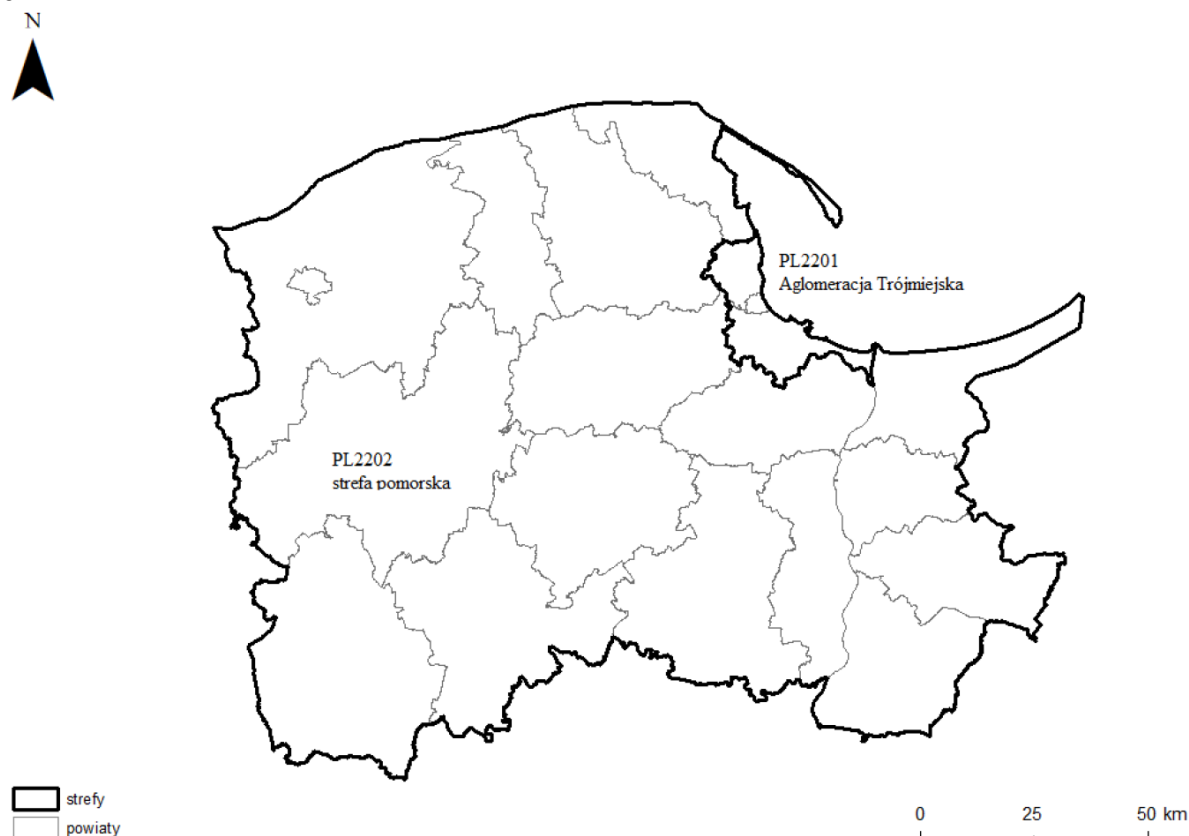 N
PL2201
Aglomeracja Trójmiejska
PL2202
strefa pomorska
strefy
powiaty
0 25 50 km